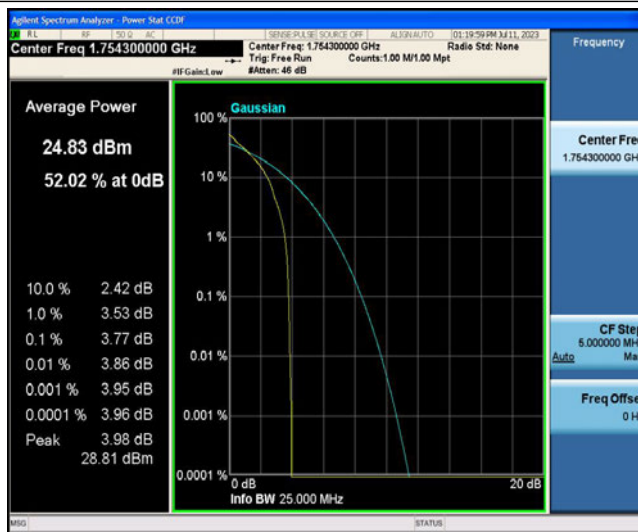 Agilent Spectrum Analyzer - Power Stat CCDF
RL RF 50 Ω AC SENSE:PULSE SOURCE OFF ALIGNAUTO 01:19:59 PM Jul 11, 2023
Center Freq 1.754300000 GHz
Center Freq: 1.754300000 GHz Radio Std: None
Trig: Free Run Counts:1.00 M/1.00 Mpt
#IFGain:Low #Atten: 46 dB
Frequency
Average Power
24.83 dBm
52.02 % at 0dB
10.0 % 2.42 dB
1.0 % 3.53 dB
0.1 % 3.77 dB
0.01 % 3.86 dB
0.001 % 3.95 dB
0.0001 % 3.96 dB
Peak 3.98 dB
28.81 dBm
Gaussian
100 %
10 %
1 %
0.1 %
0.01 %
0.001 %
0.0001 %
0 dB 20 dB
Info BW 25.000 MHz
Center Fre
1.754300000 GH
CF Ste
5.000000 MH
Auto Ma
Freq Offse
0 H
MSG STATUS